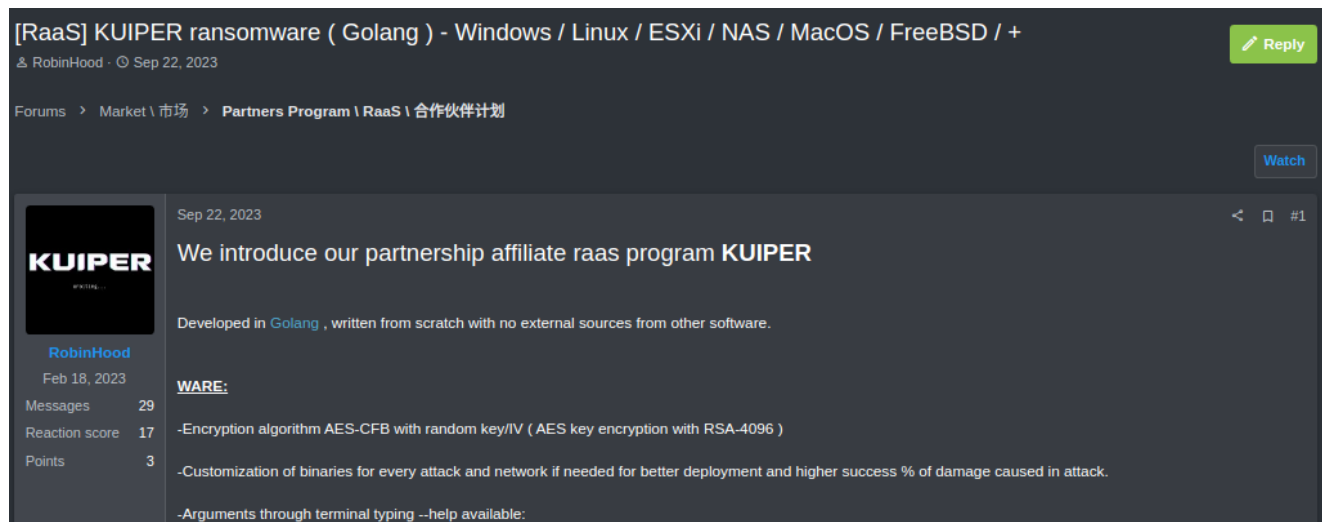 [RaaS] KUIPER ransomware ( Golang ) - Windows / Linux / ESXi / NAS / MacOS / FreeBSD / +
RobinHood · Sep 22, 2023
Reply
Forums > Market \ 市场 > Partners Program \ RaaS \ 合作伙伴计划
Watch
Sep 22, 2023
#1
KUIPER
We introduce our partnership affiliate raas program KUIPER
Developed in Golang , written from scratch with no external sources from other software.
RobinHood
Feb 18, 2023
WARE:
Messages 29
Reaction score 17
Points 3
-Encryption algorithm AES-CFB with random key/IV ( AES key encryption with RSA-4096 )
-Customization of binaries for every attack and network if needed for better deployment and higher success % of damage caused in attack.
-Arguments through terminal typing --help available: